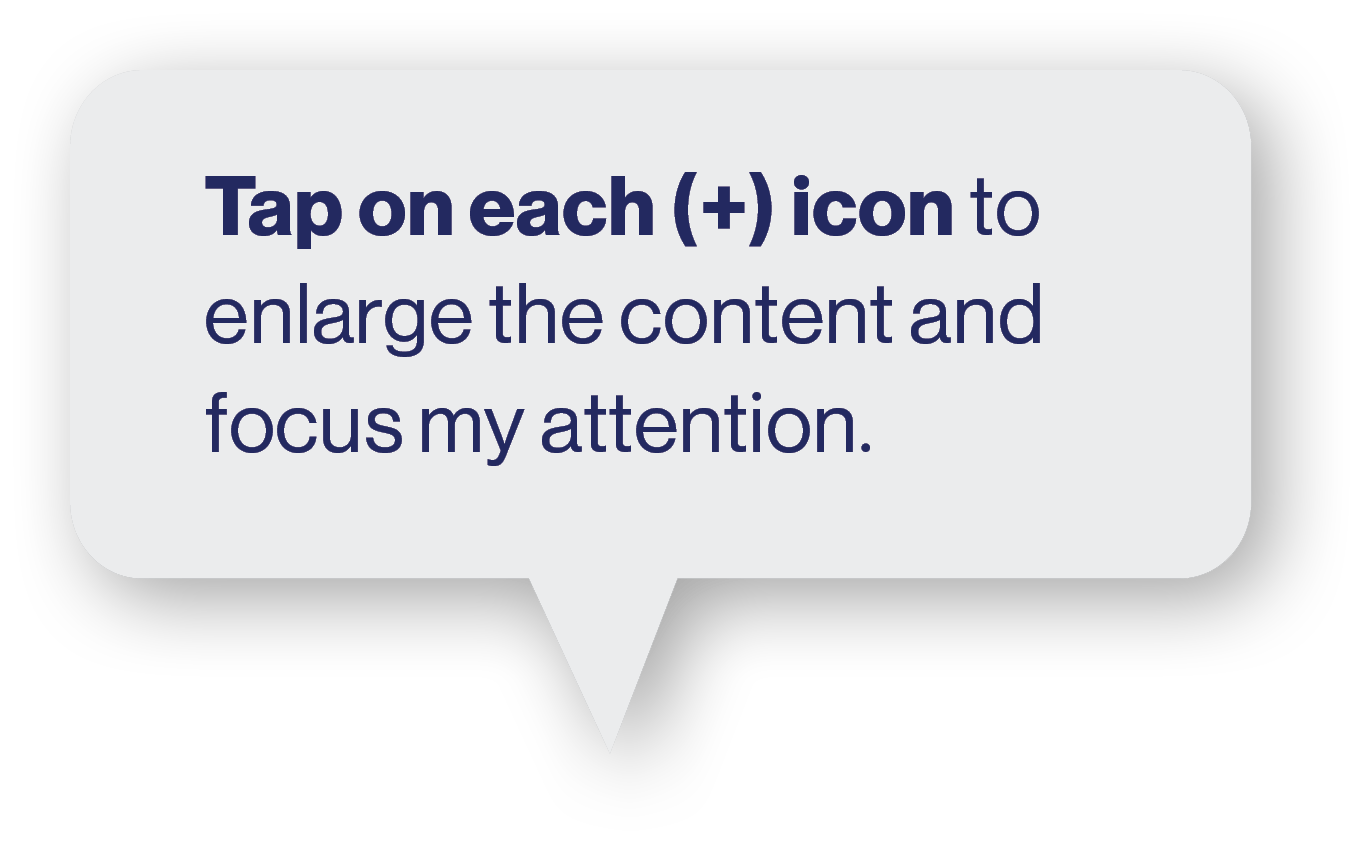 Tap on each (+) icon to
enlarge the content and
focus my attention.